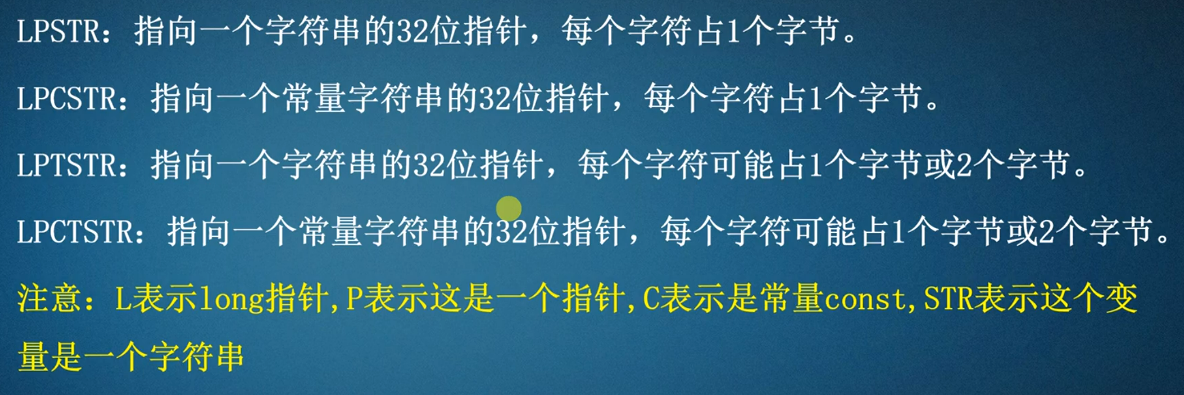 LPSTR：指向一个字符串的32位指针，每个字符占1个字节。
LPCSTR：指向一个常量字符串的32位指针，每个字符占1个字节。
LPTSTR：指向一个字符串的32位指针，每个字符可能占1个字节或2个字节。
LPCTSTR：指向一个常量字符串的32位指针，每个字符可能占1个字节或2个字节。
注意：L表示long指针,P表示这是一个指针,C表示是常量const,STR表示这个变
量是一个字符串